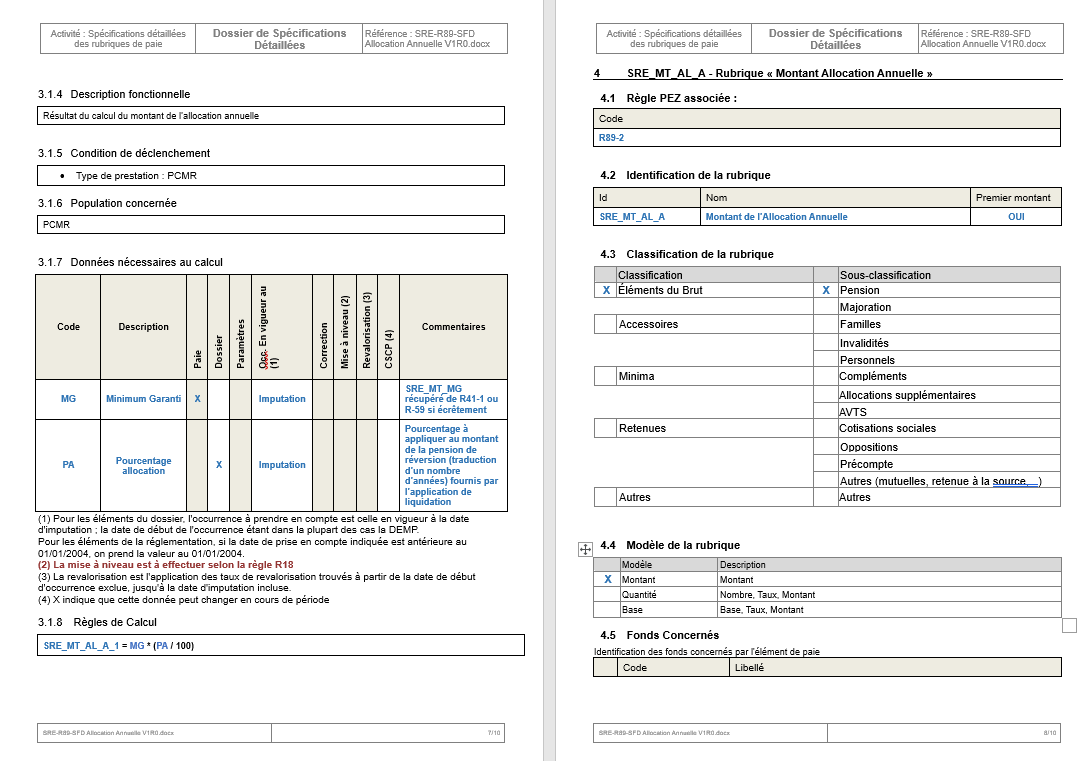 Activité : Spécifications détaillées
des rubriques de paie
Dossier de Spécifications
Détaillées
Référence : SRE-R89-SFD
Allocation Annuelle V1R0.docx
3.1.4 Description fonctionnelle
Résultat du calcul du montant de l'allocation annuelle
3.1.5 Condition de déclenchement
• Type de prestation : PCMR
3.1.6 Population concernée
PCMR
3.1.7 Données nécessaires au calcul
Code
Description
Paie
Dossier
Paramètres
Occ. En vigueur au
(1)
Correction
Mise à niveau (2)
Revalorisation (3)
CSCP (4)
Commentaires
MG
Minimum Garanti
X
Imputation
SRE_MT_MG
récupéré de R41-1 ou
R-59 si écrêtement
PA
Pourcentage
allocation
X
Imputation
Pourcentage à
appliquer au montant
de la pension de
réversion (traduction
d'un nombre
d'années) fournis par
l'application de
liquidation
(1) Pour les éléments du dossier, l'occurrence à prendre en compte est celle en vigueur à la date
d'imputation ; la date de début de l'occurrence étant dans la plupart des cas la DEMP.
Pour les éléments de la réglementation, si la date de prise en compte indiquée est antérieure au
01/01/2004, on prend la valeur au 01/01/2004.
(2) La mise à niveau est à effectuer selon la règle R18
(3) La revalorisation est l'application des taux de revalorisation trouvés à partir de la date de début
d'occurrence exclue, jusqu'à la date d'imputation incluse.
(4) X indique que cette donnée peut changer en cours de période
3.1.8 Règles de Calcul
SRE_MT_AL_A_1 = MG * (PA / 100)
SRE-R89-SFD Allocation Annuelle V1R0.docx
7/10
Activité : Spécifications détaillées
des rubriques de paie
Dossier de Spécifications
Détaillées
Référence : SRE-R89-SFD
Allocation Annuelle V1R0.docx
4 SRE_MT_AL_A - Rubrique « Montant Allocation Annuelle »
4.1 Règle PEZ associée :
Code
R89-2
4.2 Identification de la rubrique
Id
Nom
Premier montant
SRE_MT_AL_A
Montant de l'Allocation Annuelle
OUI
4.3 Classification de la rubrique
Classification
Sous-classification
X
Éléments du Brut
X
Pension
Majoration
Accessoires
Familles
Invalidités
Personnels
Minima
Compléments
Allocations supplémentaires
AVTS
Retenues
Cotisations sociales
Oppositions
Précompte
Autres (mutuelles, retenue à la source,...)
Autres
Autres
4.4 Modèle de la rubrique
Modèle
Description
X
Montant
Montant
Quantité
Nombre, Taux, Montant
Base
Base, Taux, Montant
4.5 Fonds Concernés
Identification des fonds concernés par l'élément de paie
Code
Libellé
SRE-R89-SFD Allocation Annuelle V1R0.docx
8/10